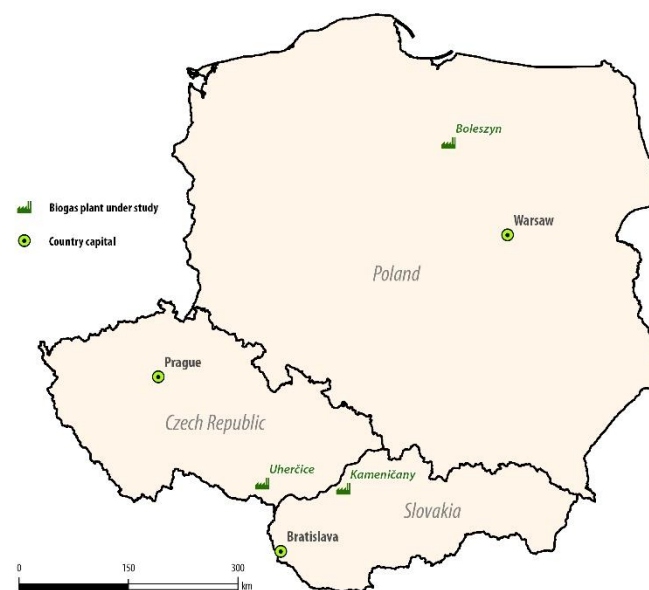 Boleszyn
Biogas plant under study
Country capital
Warsaw
Poland
Prague
Czech Republic
Uherčice
Kameničany
Slovakia
Bratislava
0 150 300
km